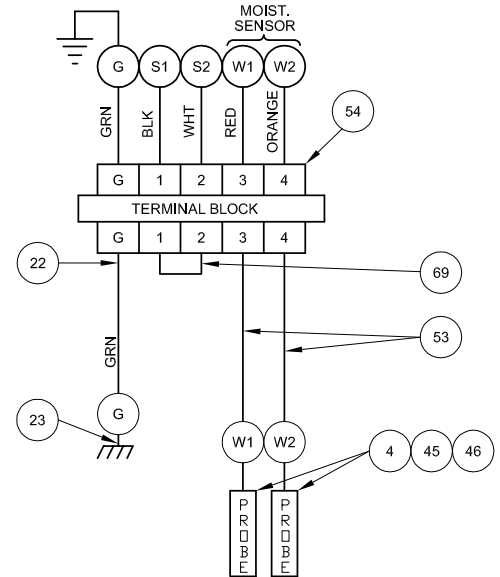 MOIST.
SENSOR
G S1 S2 W1 W2
GRN BLK WHT RED ORANGE
54
G 1 2 3 4
TERMINAL BLOCK
G 1 2 3 4
22
69
53
GRN
G
23
W1 W2
4 45 46
PROBE PROBE